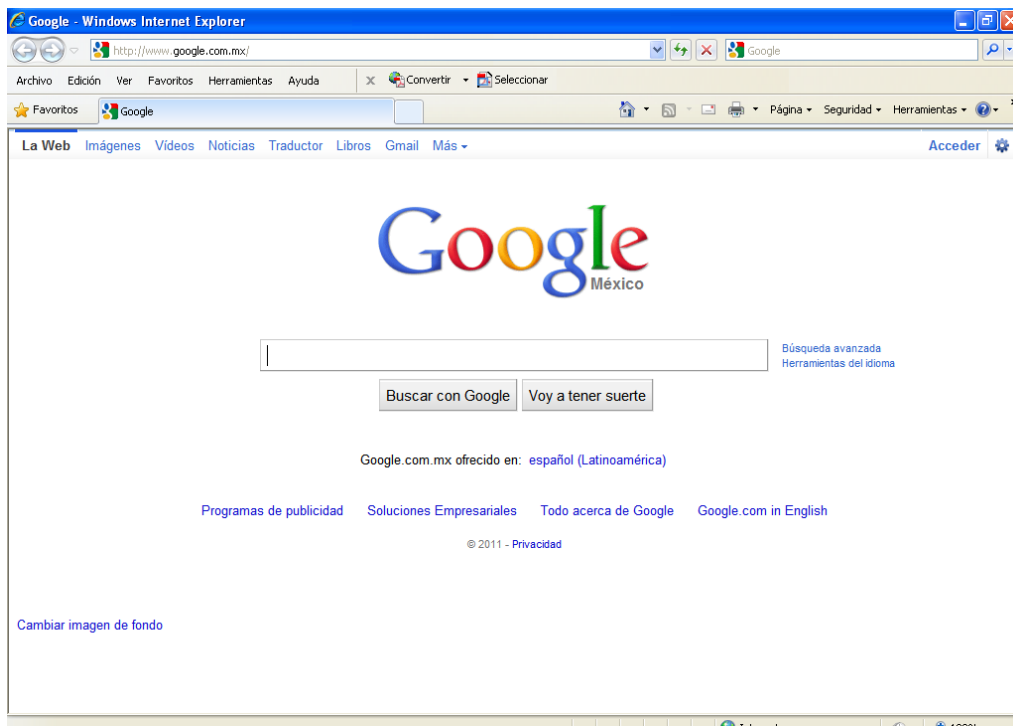 Google - Windows Internet Explorer
http://www.google.com.mx/
Google
Archivo Edición Ver Favoritos Herramientas Ayuda x Convertir Seleccionar
Favoritos Google Página Seguridad Herramientas
La Web Imágenes Vídeos Noticias Traductor Libros Gmail Más Acceder
Google
México
Búsqueda avanzada
Herramientas del idioma
Buscar con Google Voy a tener suerte
Google.com.mx ofrecido en: español (Latinoamérica)
Programas de publicidad Soluciones Empresariales Todo acerca de Google Google.com in English
© 2011 - Privacidad
Cambiar imagen de fondo